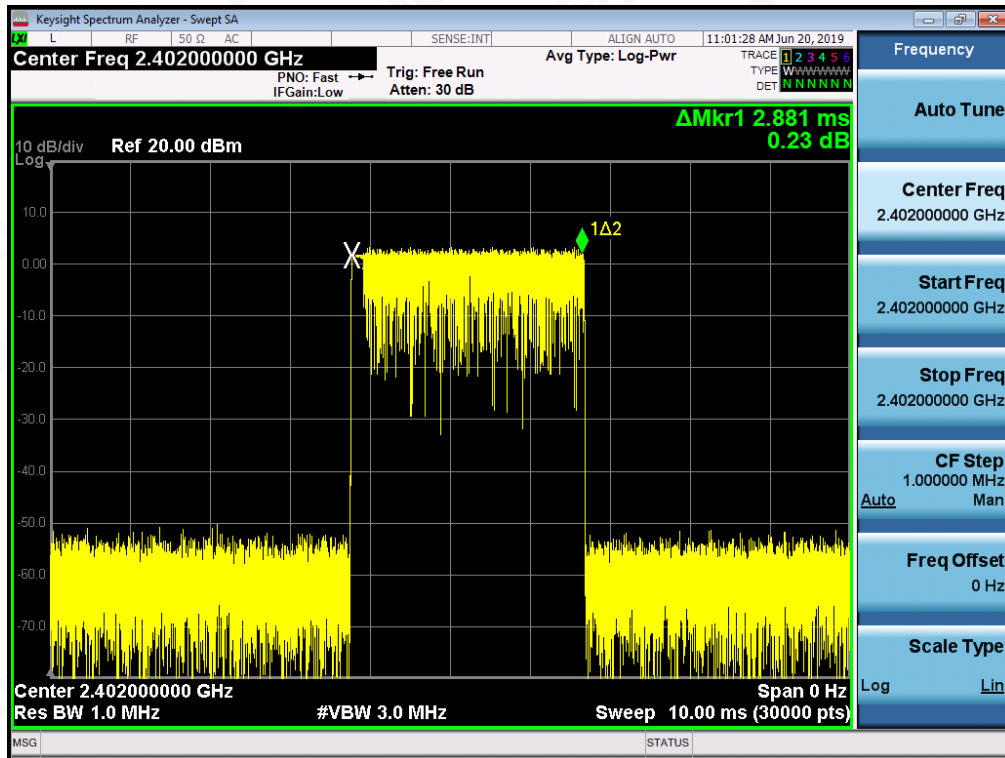 Keysight Spectrum Analyzer - Swept SA
LXI L RF 50 Ω AC SENSE:INT ALIGN AUTO 11:01:28 AM Jun 20, 2019
Center Freq 2.402000000 GHz
PNO: Fast
IFGain:Low
Trig: Free Run
Atten: 30 dB
Avg Type: Log-Pwr
TRACE 1 2 3 4 5 6
TYPE WWWWWW
DET N N N N N N
ΔMkr1 2.881 ms
0.23 dB
10 dB/div Ref 20.00 dBm
Log
1Δ2
10.0
0.00
-10.0
-20.0
-30.0
-40.0
-50.0
-60.0
-70.0
Center 2.402000000 GHz Span 0 Hz
Res BW 1.0 MHz #VBW 3.0 MHz Sweep 10.00 ms (30000 pts)
MSG STATUS
Frequency
Auto Tune
Center Freq
2.402000000 GHz
Start Freq
2.402000000 GHz
Stop Freq
2.402000000 GHz
CF Step
1.000000 MHz
Auto Man
Freq Offset
0 Hz
Scale Type
Log Lin